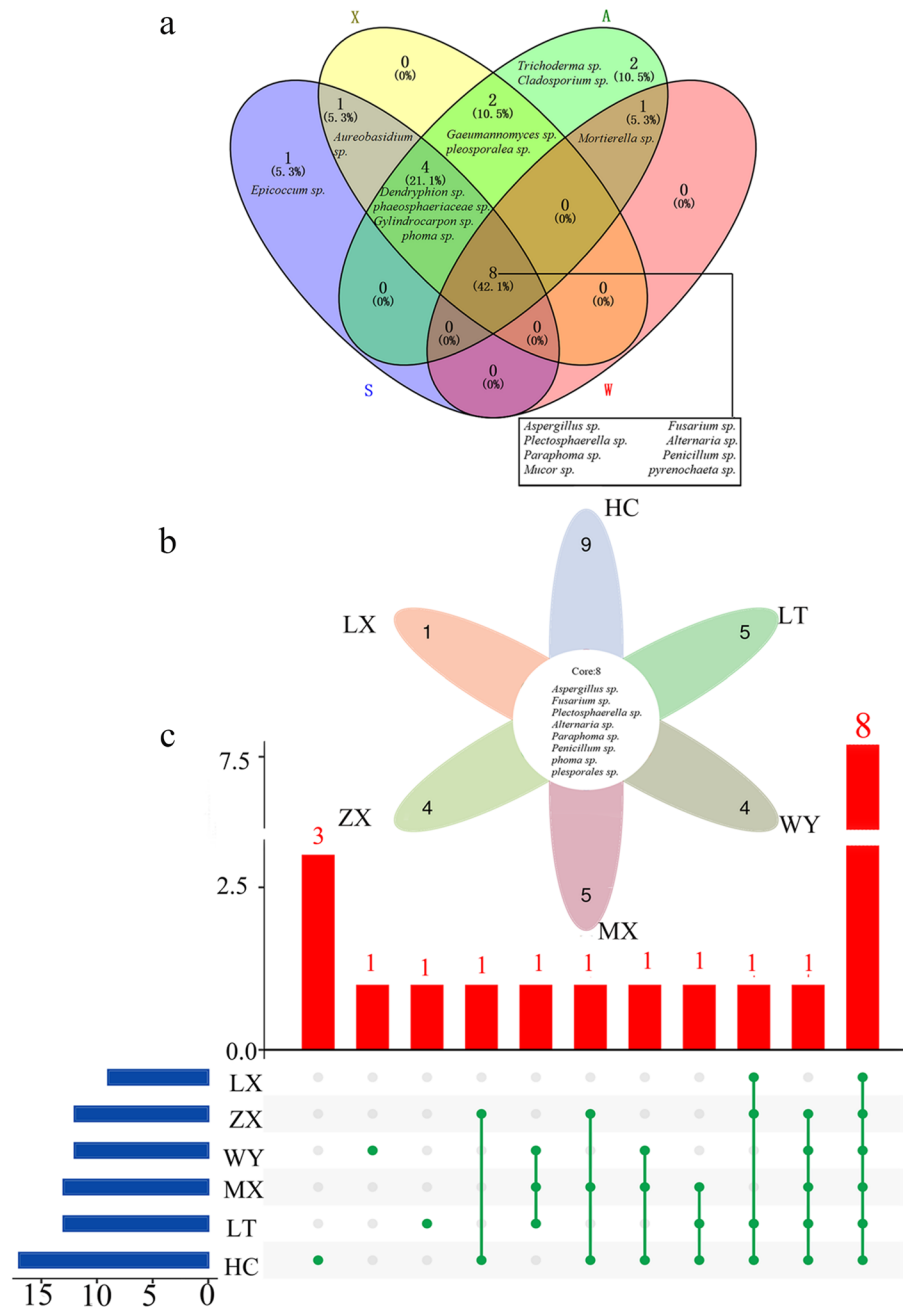 a
X
A
0
(0%)
Trichoderma sp.
Cladosporium sp.
2
(10.5%)
1
(5.3%)
Aureobasidium
sp.
2
(10.5%)
Gaeumannomyces sp.
pleosporalea sp.
1
(5.3%)
Mortierella sp.
1
(5.3%)
Epicoccum sp.
4
(21.1%)
Dendryphion sp.
phaeosphaeriaceae sp.
Gylindrocarpon sp.
phoma sp.
0
(0%)
0
(0%)
0
(0%)
8
(42.1%)
0
(0%)
0
(0%)
0
(0%)
0
(0%)
S
W
Aspergillus sp. Fusarium sp.
Plectosphaerella sp. Alternaria sp.
Paraphoma sp. Penicillum sp.
Mucor sp. pyrenochaeta sp.
b
HC
9
LX
1
LT
5
Core:8
Aspergillus sp.
Fusarium sp.
Plectosphaerella sp.
Alternaria sp.
Paraphoma sp.
Penicillum sp.
phoma sp.
plesporales sp.
ZX
4
WY
4
MX
5
c
7.5
2.5
0.0
3 1 1 1 1 1 1 1 1 1 8
LX
ZX
WY
MX
LT
HC
15 10 5 0